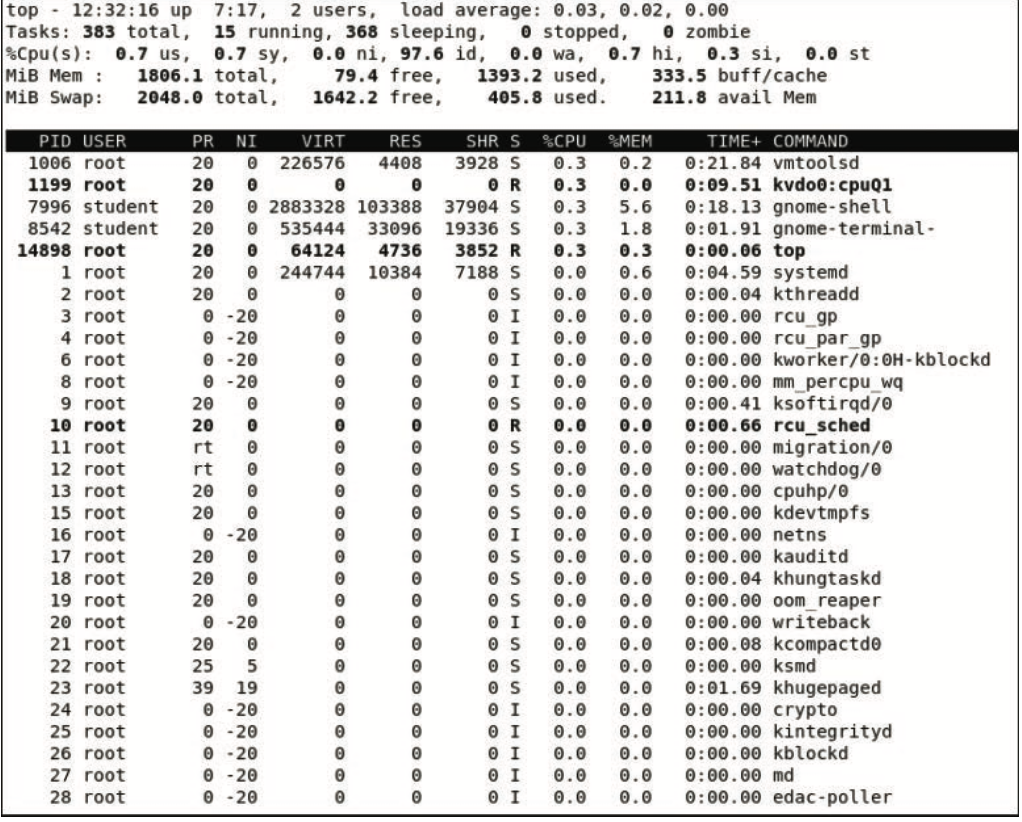 top - 12:32:16 up  7:17,  2 users,  load average: 0.03, 0.02, 0.00
Tasks: 383 total,  15 running, 368 sleeping,   0 stopped,   0 zombie
%Cpu(s):  0.7 us,  0.7 sy,  0.0 ni, 97.6 id,  0.0 wa,  0.7 hi,  0.3 si,  0.0 st
MiB Mem :   1806.1 total,     79.4 free,   1393.2 used,    333.5 buff/cache
MiB Swap:   2048.0 total,   1642.2 free,    405.8 used.    211.8 avail Mem
PID USER      PR  NI    VIRT    RES    SHR S  %CPU  %MEM     TIME+ COMMAND
1006 root      20   0  226576   4408   3928 S   0.3   0.2   0:21.84 vmtoolsd
1199 root      20   0       0      0      0 R   0.3   0.0   0:09.51 kvdo0:cpuQ1
7996 student   20   0 2883328 103388  37904 S   0.3   5.6   0:18.13 gnome-shell
8542 student   20   0  535444  33096  19336 S   0.3   1.8   0:01.91 gnome-terminal-
14898 root      20   0   64124   4736   3852 R   0.3   0.3   0:00.06 top
1 root      20   0  244744  10384   7188 S   0.0   0.6   0:04.59 systemd
2 root      20   0       0      0      0 S   0.0   0.0   0:00.04 kthreadd
3 root       0 -20       0      0      0 I   0.0   0.0   0:00.00 rcu_gp
4 root       0 -20       0      0      0 I   0.0   0.0   0:00.00 rcu_par_gp
6 root       0 -20       0      0      0 I   0.0   0.0   0:00.00 kworker/0:0H-kblockd
8 root       0 -20       0      0      0 I   0.0   0.0   0:00.00 mm_percpu_wq
9 root      20   0       0      0      0 S   0.0   0.0   0:00.41 ksoftirqd/0
10 root      20   0       0      0      0 R   0.0   0.0   0:00.66 rcu_sched
11 root      rt   0       0      0      0 S   0.0   0.0   0:00.00 migration/0
12 root      rt   0       0      0      0 S   0.0   0.0   0:00.00 watchdog/0
13 root      20   0       0      0      0 S   0.0   0.0   0:00.00 cpuhp/0
15 root      20   0       0      0      0 S   0.0   0.0   0:00.00 kdevtmpfs
16 root       0 -20       0      0      0 I   0.0   0.0   0:00.00 netns
17 root      20   0       0      0      0 S   0.0   0.0   0:00.00 kauditd
18 root      20   0       0      0      0 S   0.0   0.0   0:00.04 khungtaskd
19 root      20   0       0      0      0 S   0.0   0.0   0:00.00 oom_reaper
20 root       0 -20       0      0      0 I   0.0   0.0   0:00.00 writeback
21 root      20   0       0      0      0 S   0.0   0.0   0:00.08 kcompactd0
22 root      25   5       0      0      0 S   0.0   0.0   0:00.00 ksmd
23 root      39  19       0      0      0 S   0.0   0.0   0:01.69 khugepaged
24 root       0 -20       0      0      0 I   0.0   0.0   0:00.00 crypto
25 root       0 -20       0      0      0 I   0.0   0.0   0:00.00 kintegrityd
26 root       0 -20       0      0      0 I   0.0   0.0   0:00.00 kblockd
27 root       0 -20       0      0      0 I   0.0   0.0   0:00.00 md
28 root       0 -20       0      0      0 I   0.0   0.0   0:00.00 edac-poller